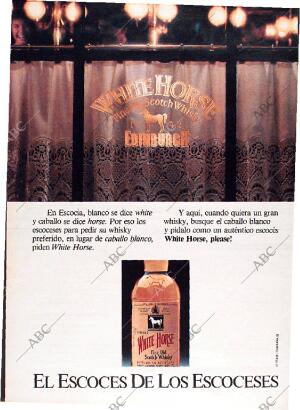 WHITE HORSE
Fine Old Scotch Whisky
EDINBURGH
En Escocia, blanco se dice white
y caballo se dice horse. Por eso los
escoceses para pedir su whisky
preferido, en lugar de caballo blanco,
piden White Horse.
Y aquí, cuando quiera un gran
whisky, busque el caballo blanco
y pídalo como un auténtico escocés
White Horse, please!
WHITE HORSE
Fine Old
Scotch Whisky
EL ESCOCES DE LOS ESCOCESES
ABC